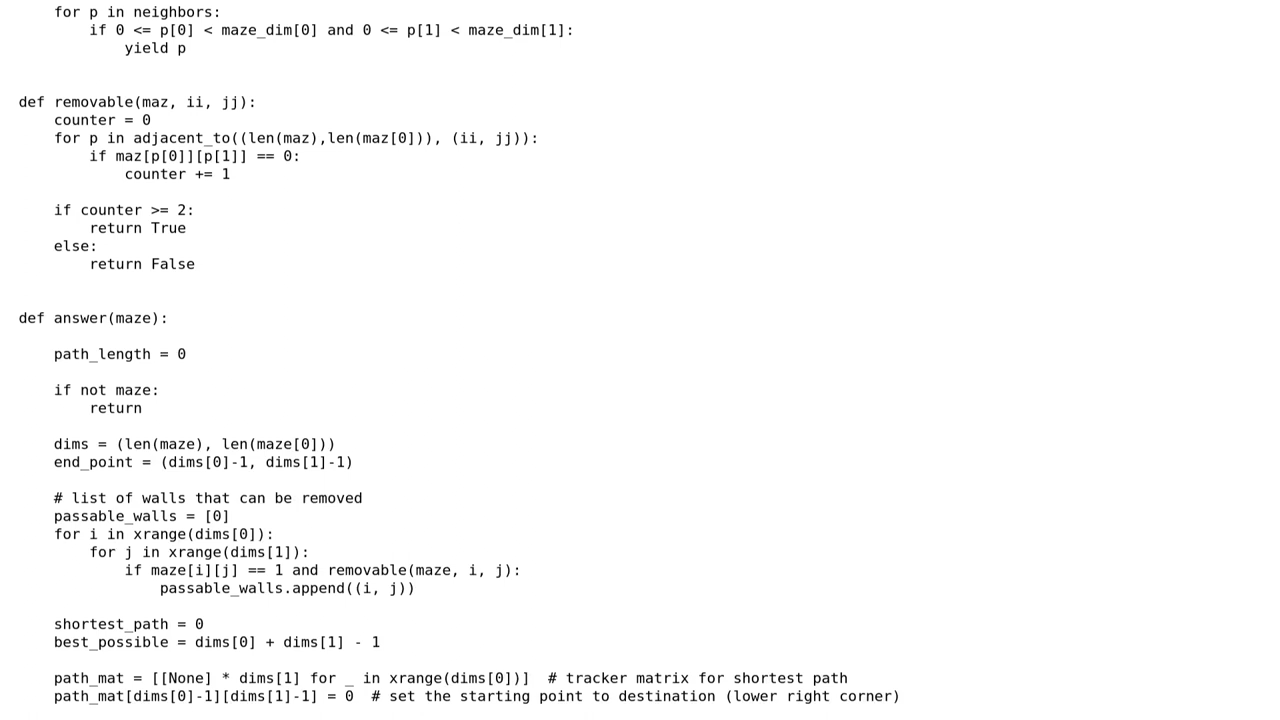 for p in neighbors:
        if 0 <= p[0] < maze_dim[0] and 0 <= p[1] < maze_dim[1]:
            yield p


def removable(maz, ii, jj):
    counter = 0
    for p in adjacent_to((len(maz),len(maz[0])), (ii, jj)):
        if maz[p[0]][p[1]] == 0:
            counter += 1

    if counter >= 2:
        return True
    else:
        return False


def answer(maze):

    path_length = 0

    if not maze:
        return

    dims = (len(maze), len(maze[0]))
    end_point = (dims[0]-1, dims[1]-1)

    # list of walls that can be removed
    passable_walls = [0]
    for i in xrange(dims[0]):
        for j in xrange(dims[1]):
            if maze[i][j] == 1 and removable(maze, i, j):
                passable_walls.append((i, j))

    shortest_path = 0
    best_possible = dims[0] + dims[1] - 1

    path_mat = [[None] * dims[1] for _ in xrange(dims[0])]  # tracker matrix for shortest path
    path_mat[dims[0]-1][dims[1]-1] = 0  # set the starting point to destination (lower right corner)